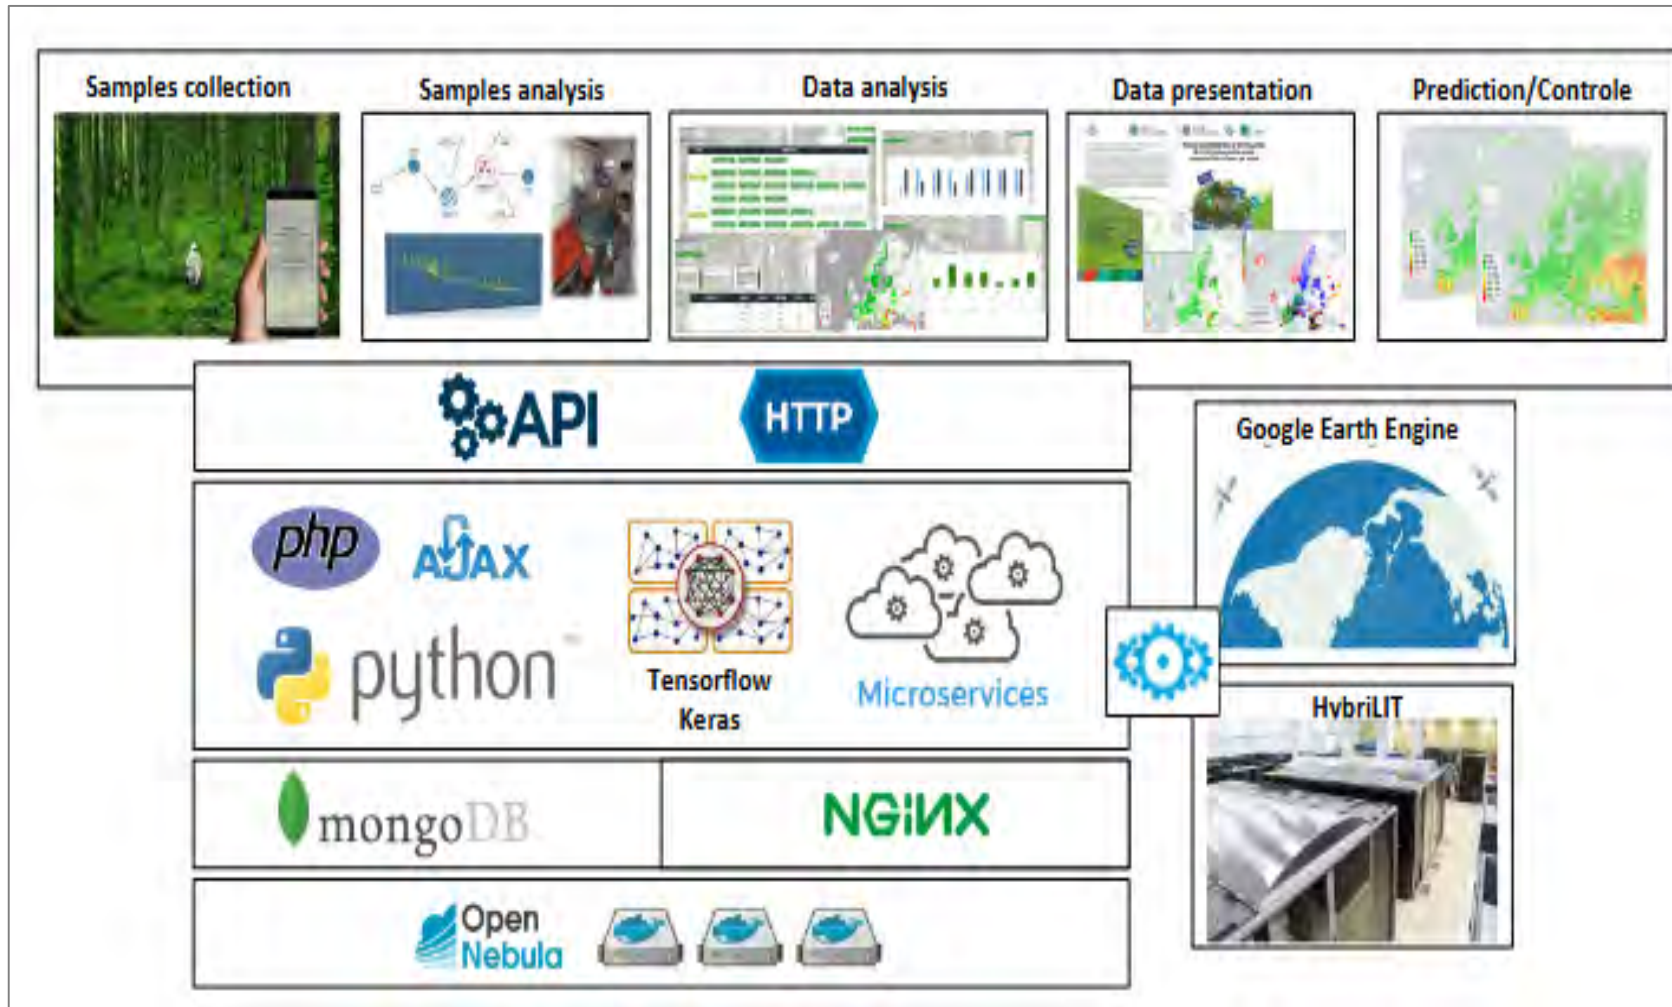 Samples collection
Samples analysis
Data analysis
Data presentation
Prediction/Controle
API
HTTP
Google Earth Engine
php
AJAX
python
Tensorflow
Keras
Microservices
HybriLIT
mongoDB
NGiNX
Open
Nebula